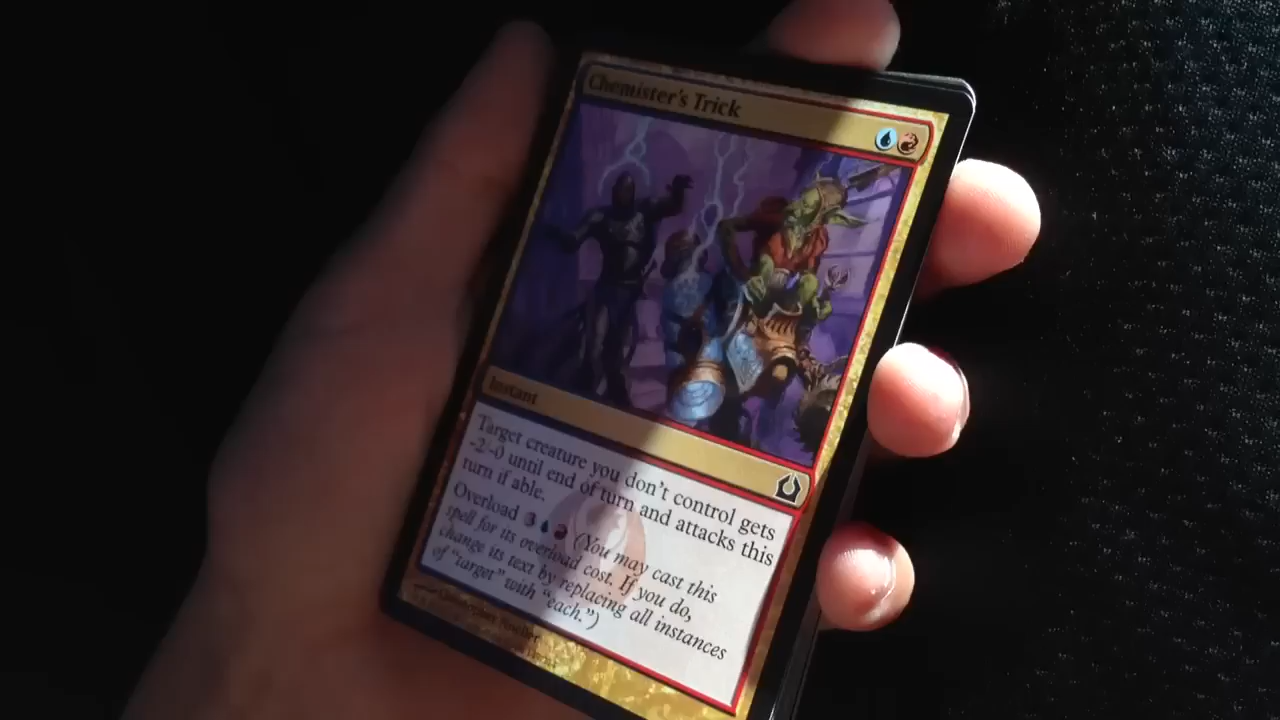 Chemister's Trick
Instant
Target creature you don't control gets
-2/-0 until end of turn and attacks this
turn if able.
Overload 3 (You may cast this
spell for its overload cost. If you do,
change its text by replacing all instances
of "target" with "each.")